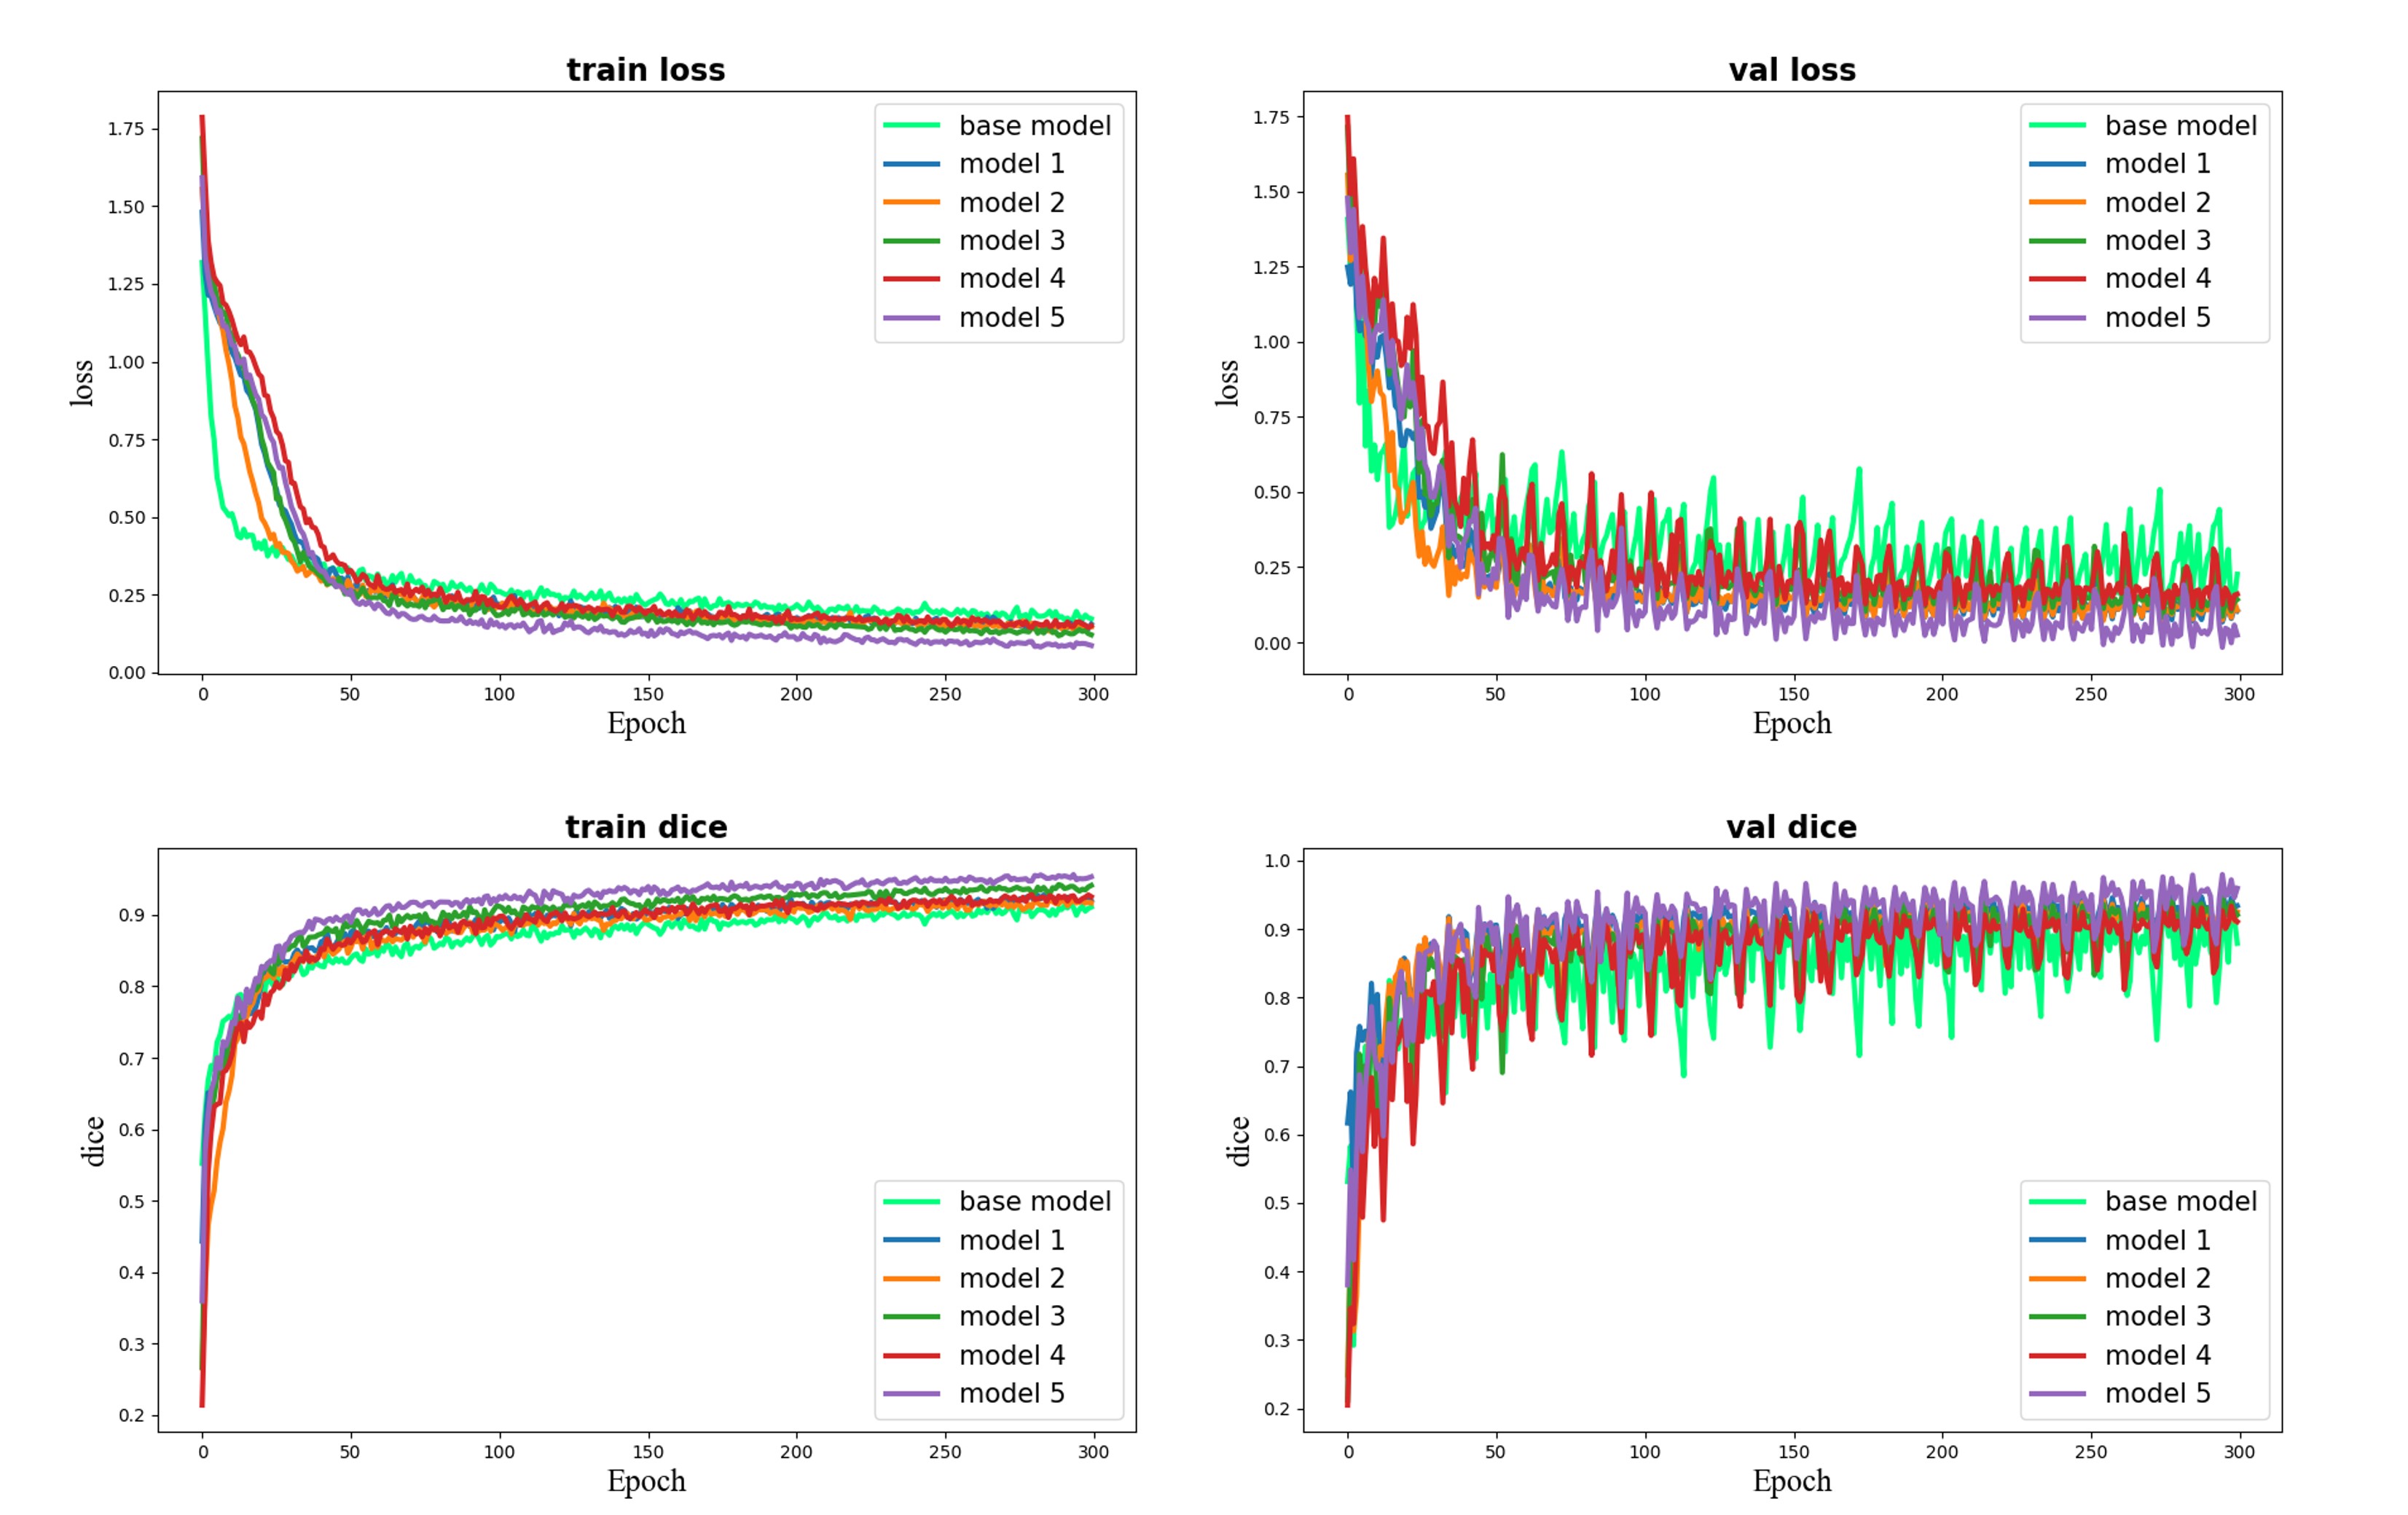 train loss
1.75
1.50
1.25
1.00
0.75
0.50
0.25
0.00
loss
0 50 100 150 200 250 300
Epoch
base model
model 1
model 2
model 3
model 4
model 5
val loss
1.75
1.50
1.25
1.00
0.75
0.50
0.25
0.00
loss
0 50 100 150 200 250 300
Epoch
base model
model 1
model 2
model 3
model 4
model 5
train dice
0.9
0.8
0.7
0.6
0.5
0.4
0.3
0.2
dice
0 50 100 150 200 250 300
Epoch
base model
model 1
model 2
model 3
model 4
model 5
val dice
1.0
0.9
0.8
0.7
0.6
0.5
0.4
0.3
0.2
dice
0 50 100 150 200 250 300
Epoch
base model
model 1
model 2
model 3
model 4
model 5